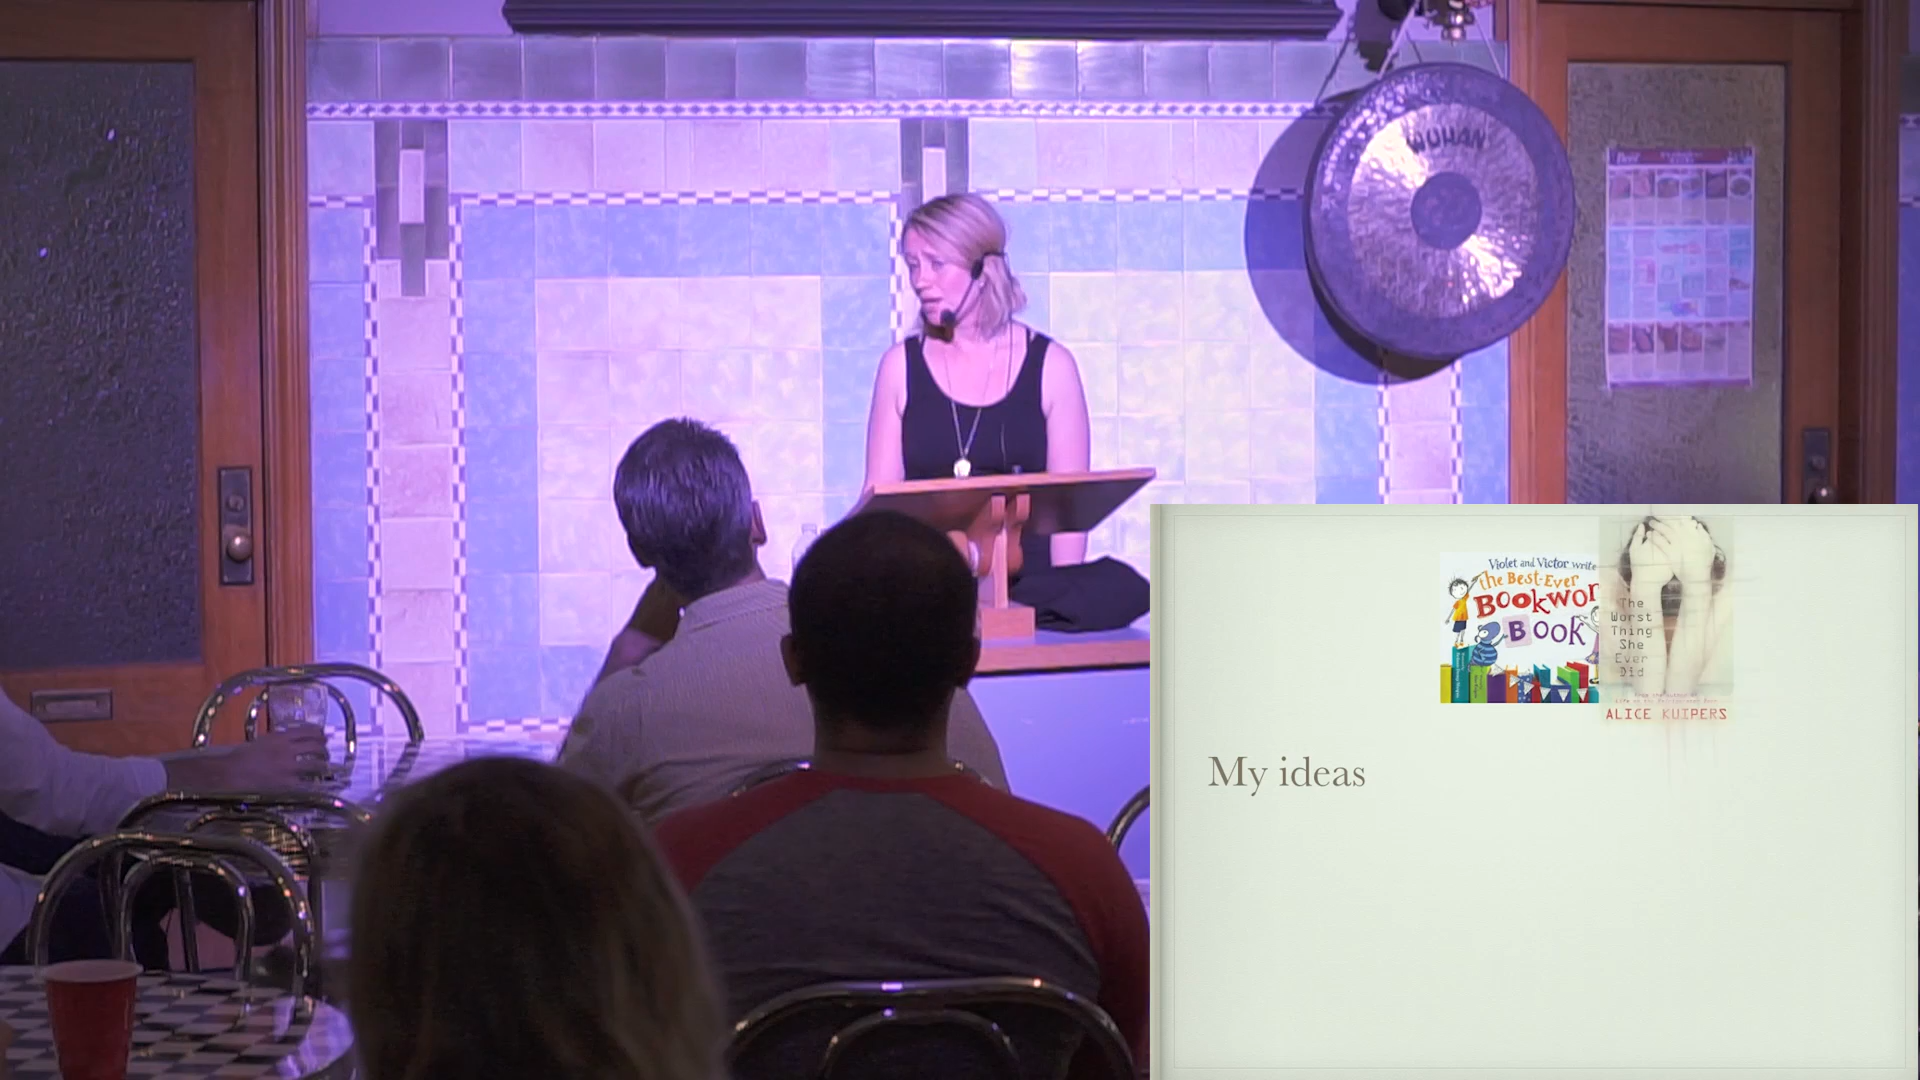 WUHAN
Violet and Victor write
the Best-Ever
Bookwor
Book
The
Worst
Thing
She
Ever
Did
ALICE KUIPERS
My ideas